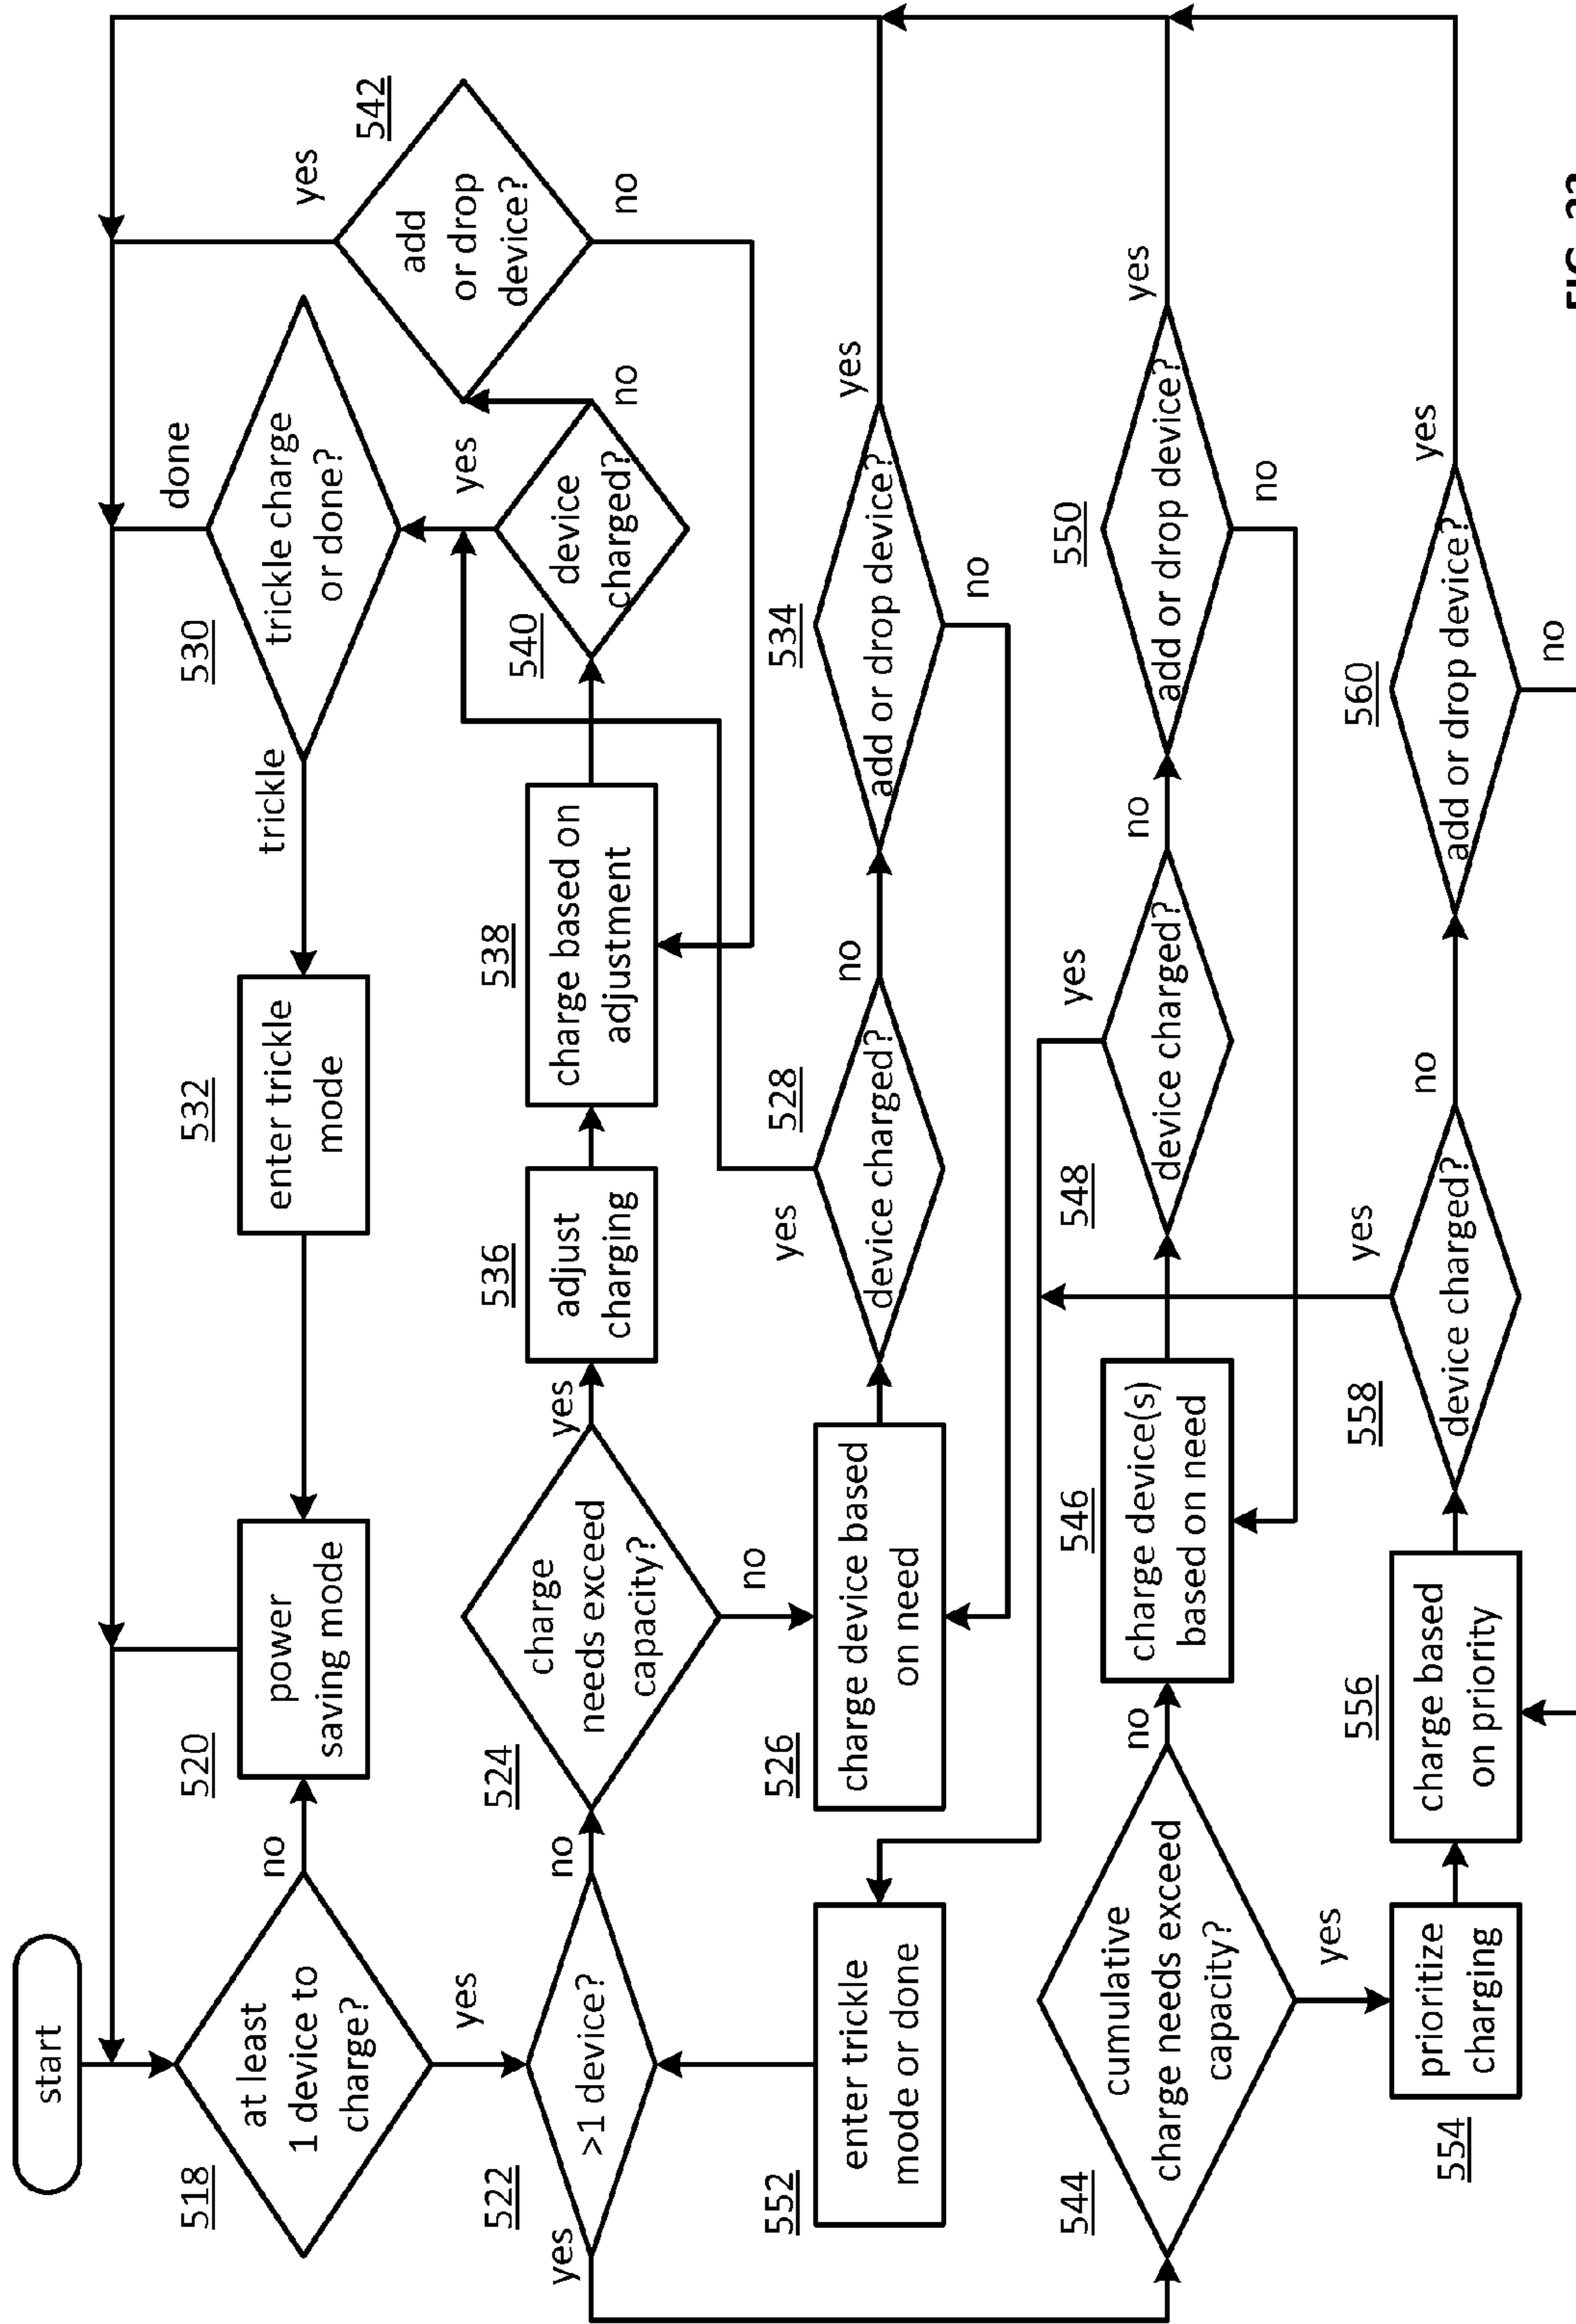 start
518
at least
1 device to
charge?
no
yes
520
power
saving mode
532
enter trickle
mode
trickle
530
trickle charge
or done?
done
522
>1 device?
no
yes
524
charge
needs exceed
capacity?
yes
no
536
adjust
charging
538
charge based on
adjustment
540
device
charged?
yes
no
542
add
or drop
device?
yes
no
552
enter trickle
mode or done
526
charge device based
on need
528
device charged?
yes
no
534
add or drop device?
yes
no
544
cumulative
charge needs exceed
capacity?
no
yes
546
charge device(s)
based on need
548
device charged?
yes
no
550
add or drop device?
yes
no
554
prioritize
charging
556
charge based
on priority
558
device charged?
yes
no
560
add or drop device?
yes
no